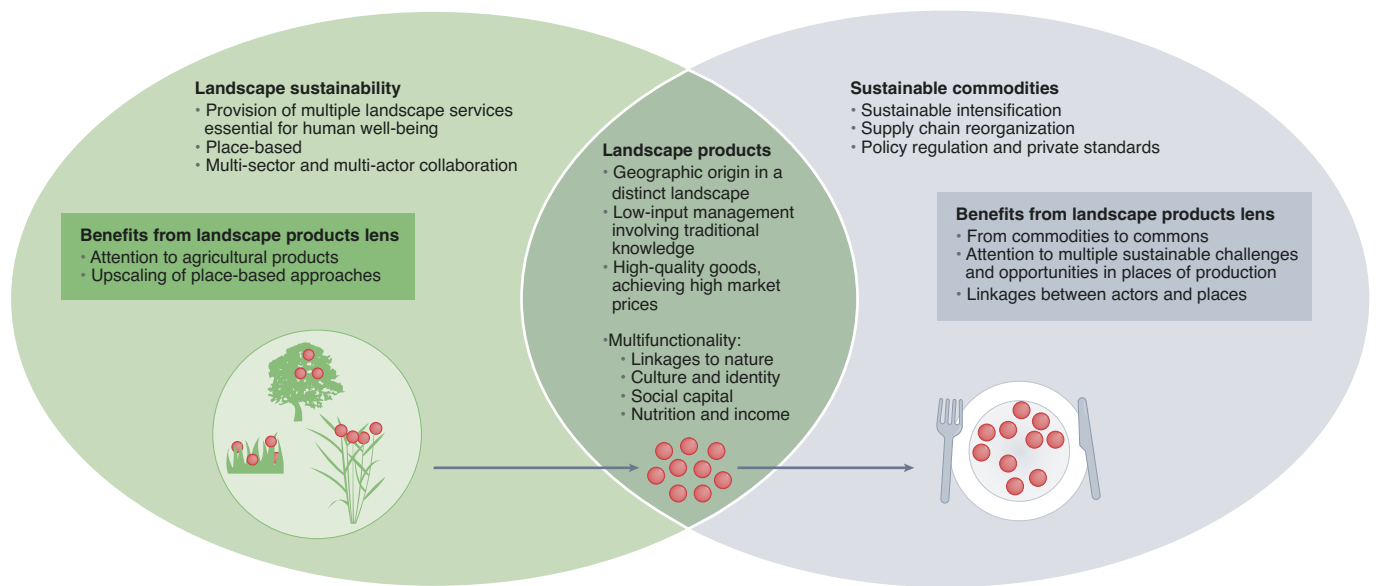 Landscape sustainability
• Provision of multiple landscape services
essential for human well-being
• Place-based
• Multi-sector and multi-actor collaboration
Benefits from landscape products lens
• Attention to agricultural products
• Upscaling of place-based approaches
Landscape products
• Geographic origin in a
distinct landscape
• Low-input management
involving traditional
knowledge
• High-quality goods,
achieving high market
prices
•Multifunctionality:
• Linkages to nature
• Culture and identity
• Social capital
• Nutrition and income
Sustainable commodities
• Sustainable intensification
• Supply chain reorganization
• Policy regulation and private standards
Benefits from landscape products lens
• From commodities to commons
• Attention to multiple sustainable challenges
and opportunities in places of production
• Linkages between actors and places